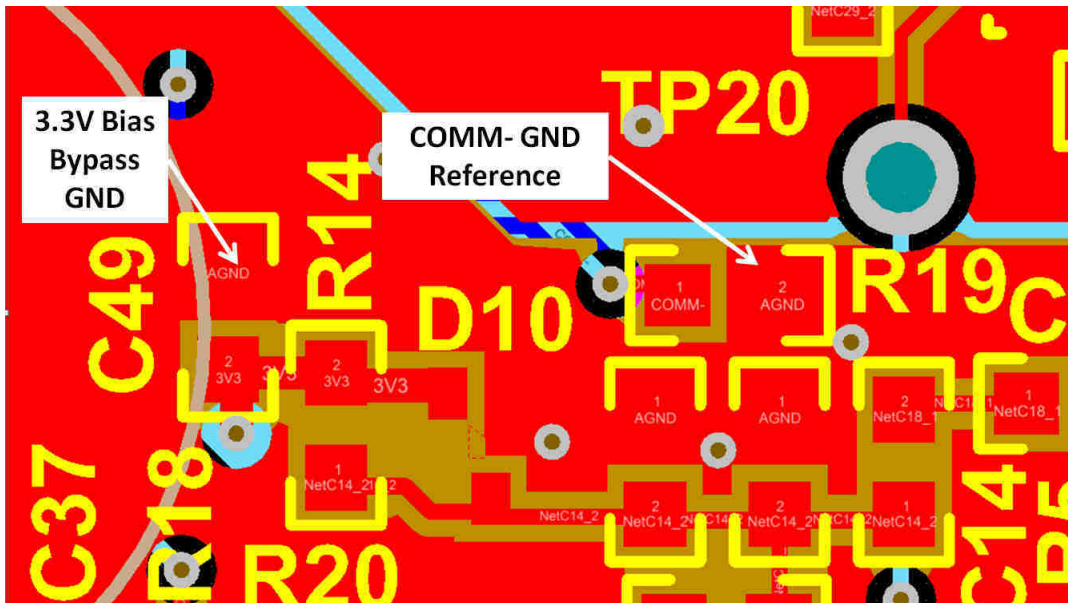 NetC29_2
TP20
3.3V Bias
Bypass
GND
COMM- GND
Reference
R14
C49
AGND
D10
1
COMM-
2
AGND
R19
C
2
3V3
3V3
2
3V3
3V3
1
AGND
1
AGND
2
NetC18_1
1
NetC18_1
C37
R18
R20
1
NetC14_2
NetC14_2
2
NetC14_2
2
NetC14_2
1
NetC14_2
C14